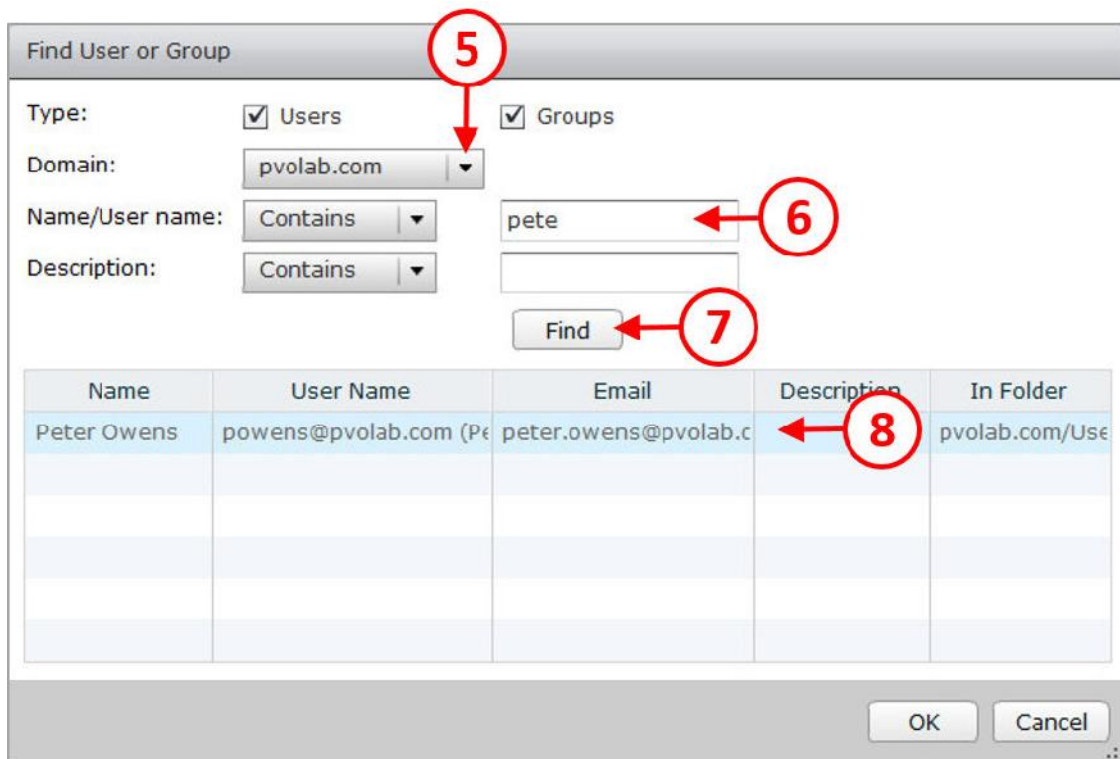 Find User or Group
5
Type: Users Groups
Domain: pvolab.com
Name/User name: Contains pete 6
Description: Contains
Find 7
Name User Name Email Description In Folder
Peter Owens powens@pvolab.com (Pe peter.owens@pvolab.c 8 pvolab.com/Use
OK Cancel